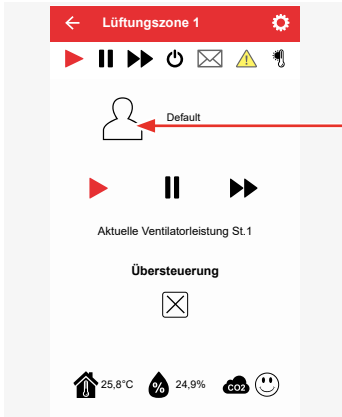 Lüftungszone 1
Default
Aktuelle Ventilatorleistung St.1
Übersteuerung
25,8°C % 24,9% CO2